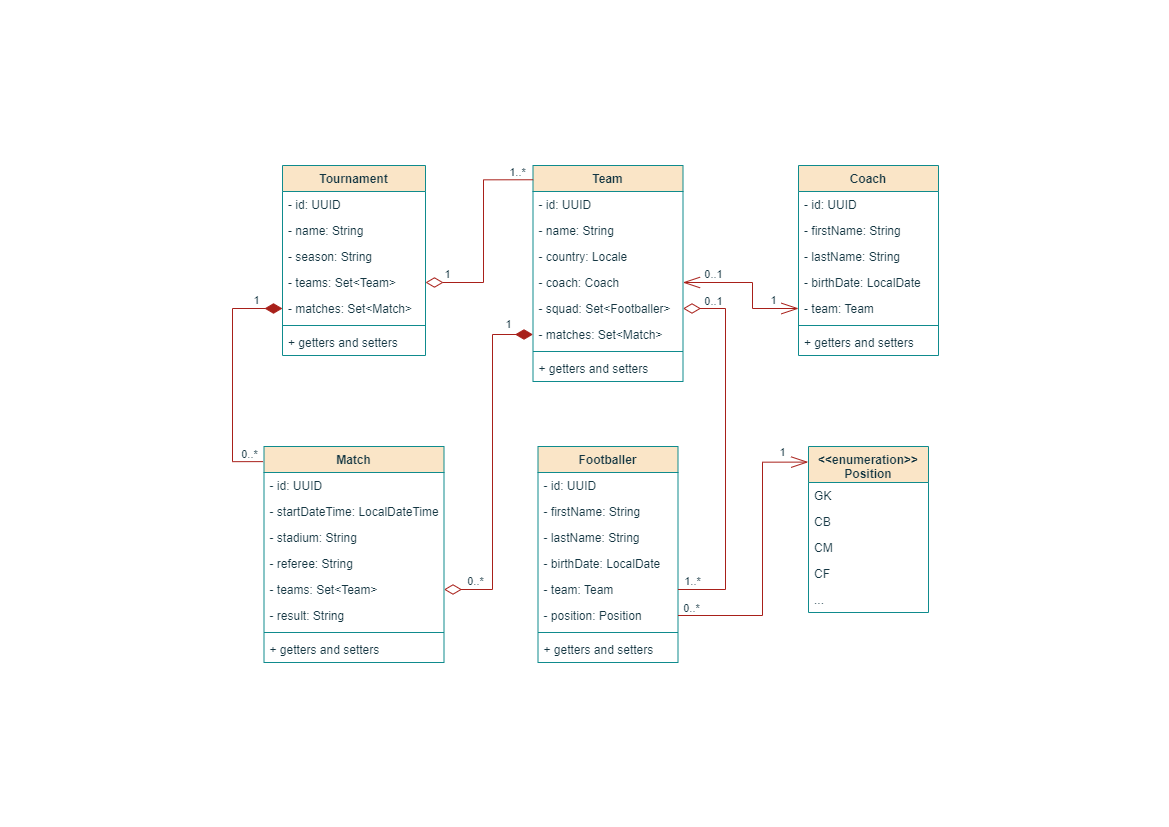 Tournament
- id: UUID
- name: String
- season: String
- teams: Set<Team>
- matches: Set<Match>
+ getters and setters
1
1
1..*
Team
- id: UUID
- name: String
- country: Locale
- coach: Coach
- squad: Set<Footballer>
- matches: Set<Match>
+ getters and setters
1
0..1
0..1
1
Coach
- id: UUID
- firstName: String
- lastName: String
- birthDate: LocalDate
- team: Team
+ getters and setters
0..*
Match
- id: UUID
- startDateTime: LocalDateTime
- stadium: String
- referee: String
- teams: Set<Team>
- result: String
+ getters and setters
0..*
Footballer
- id: UUID
- firstName: String
- lastName: String
- birthDate: LocalDate
- team: Team
- position: Position
+ getters and setters
1..*
0..*
1
<<enumeration>>
Position
GK
CB
CM
CF
...